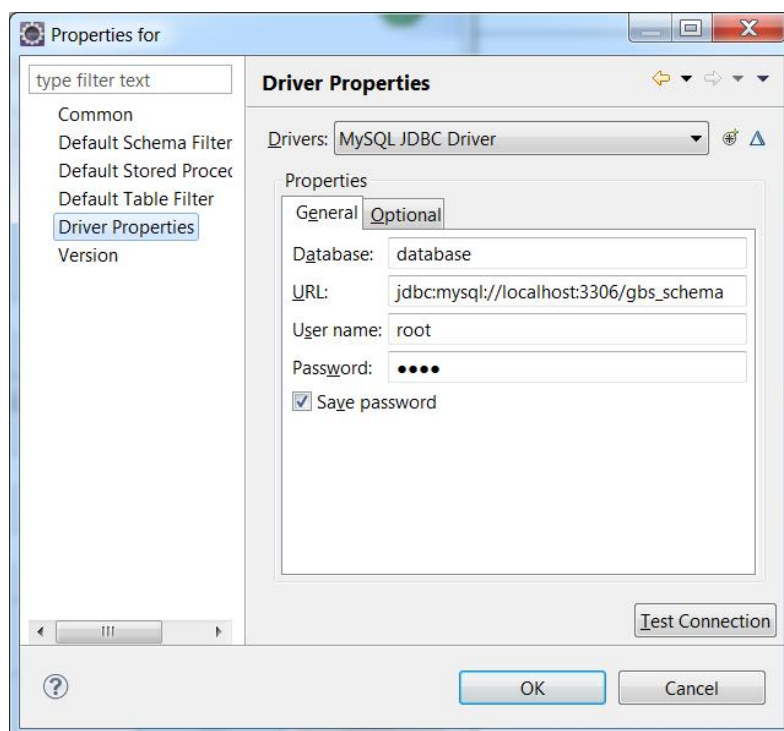 Properties for
type filter text
Common
Default Schema Filter
Default Stored Proced
Default Table Filter
Driver Properties
Version
Driver Properties
Drivers: MySQL JDBC Driver
Properties
General Optional
Database: database
URL: jdbc:mysql://localhost:3306/gbs_schema
User name: root
Password: ●●●●
Save password
Test Connection
OK Cancel